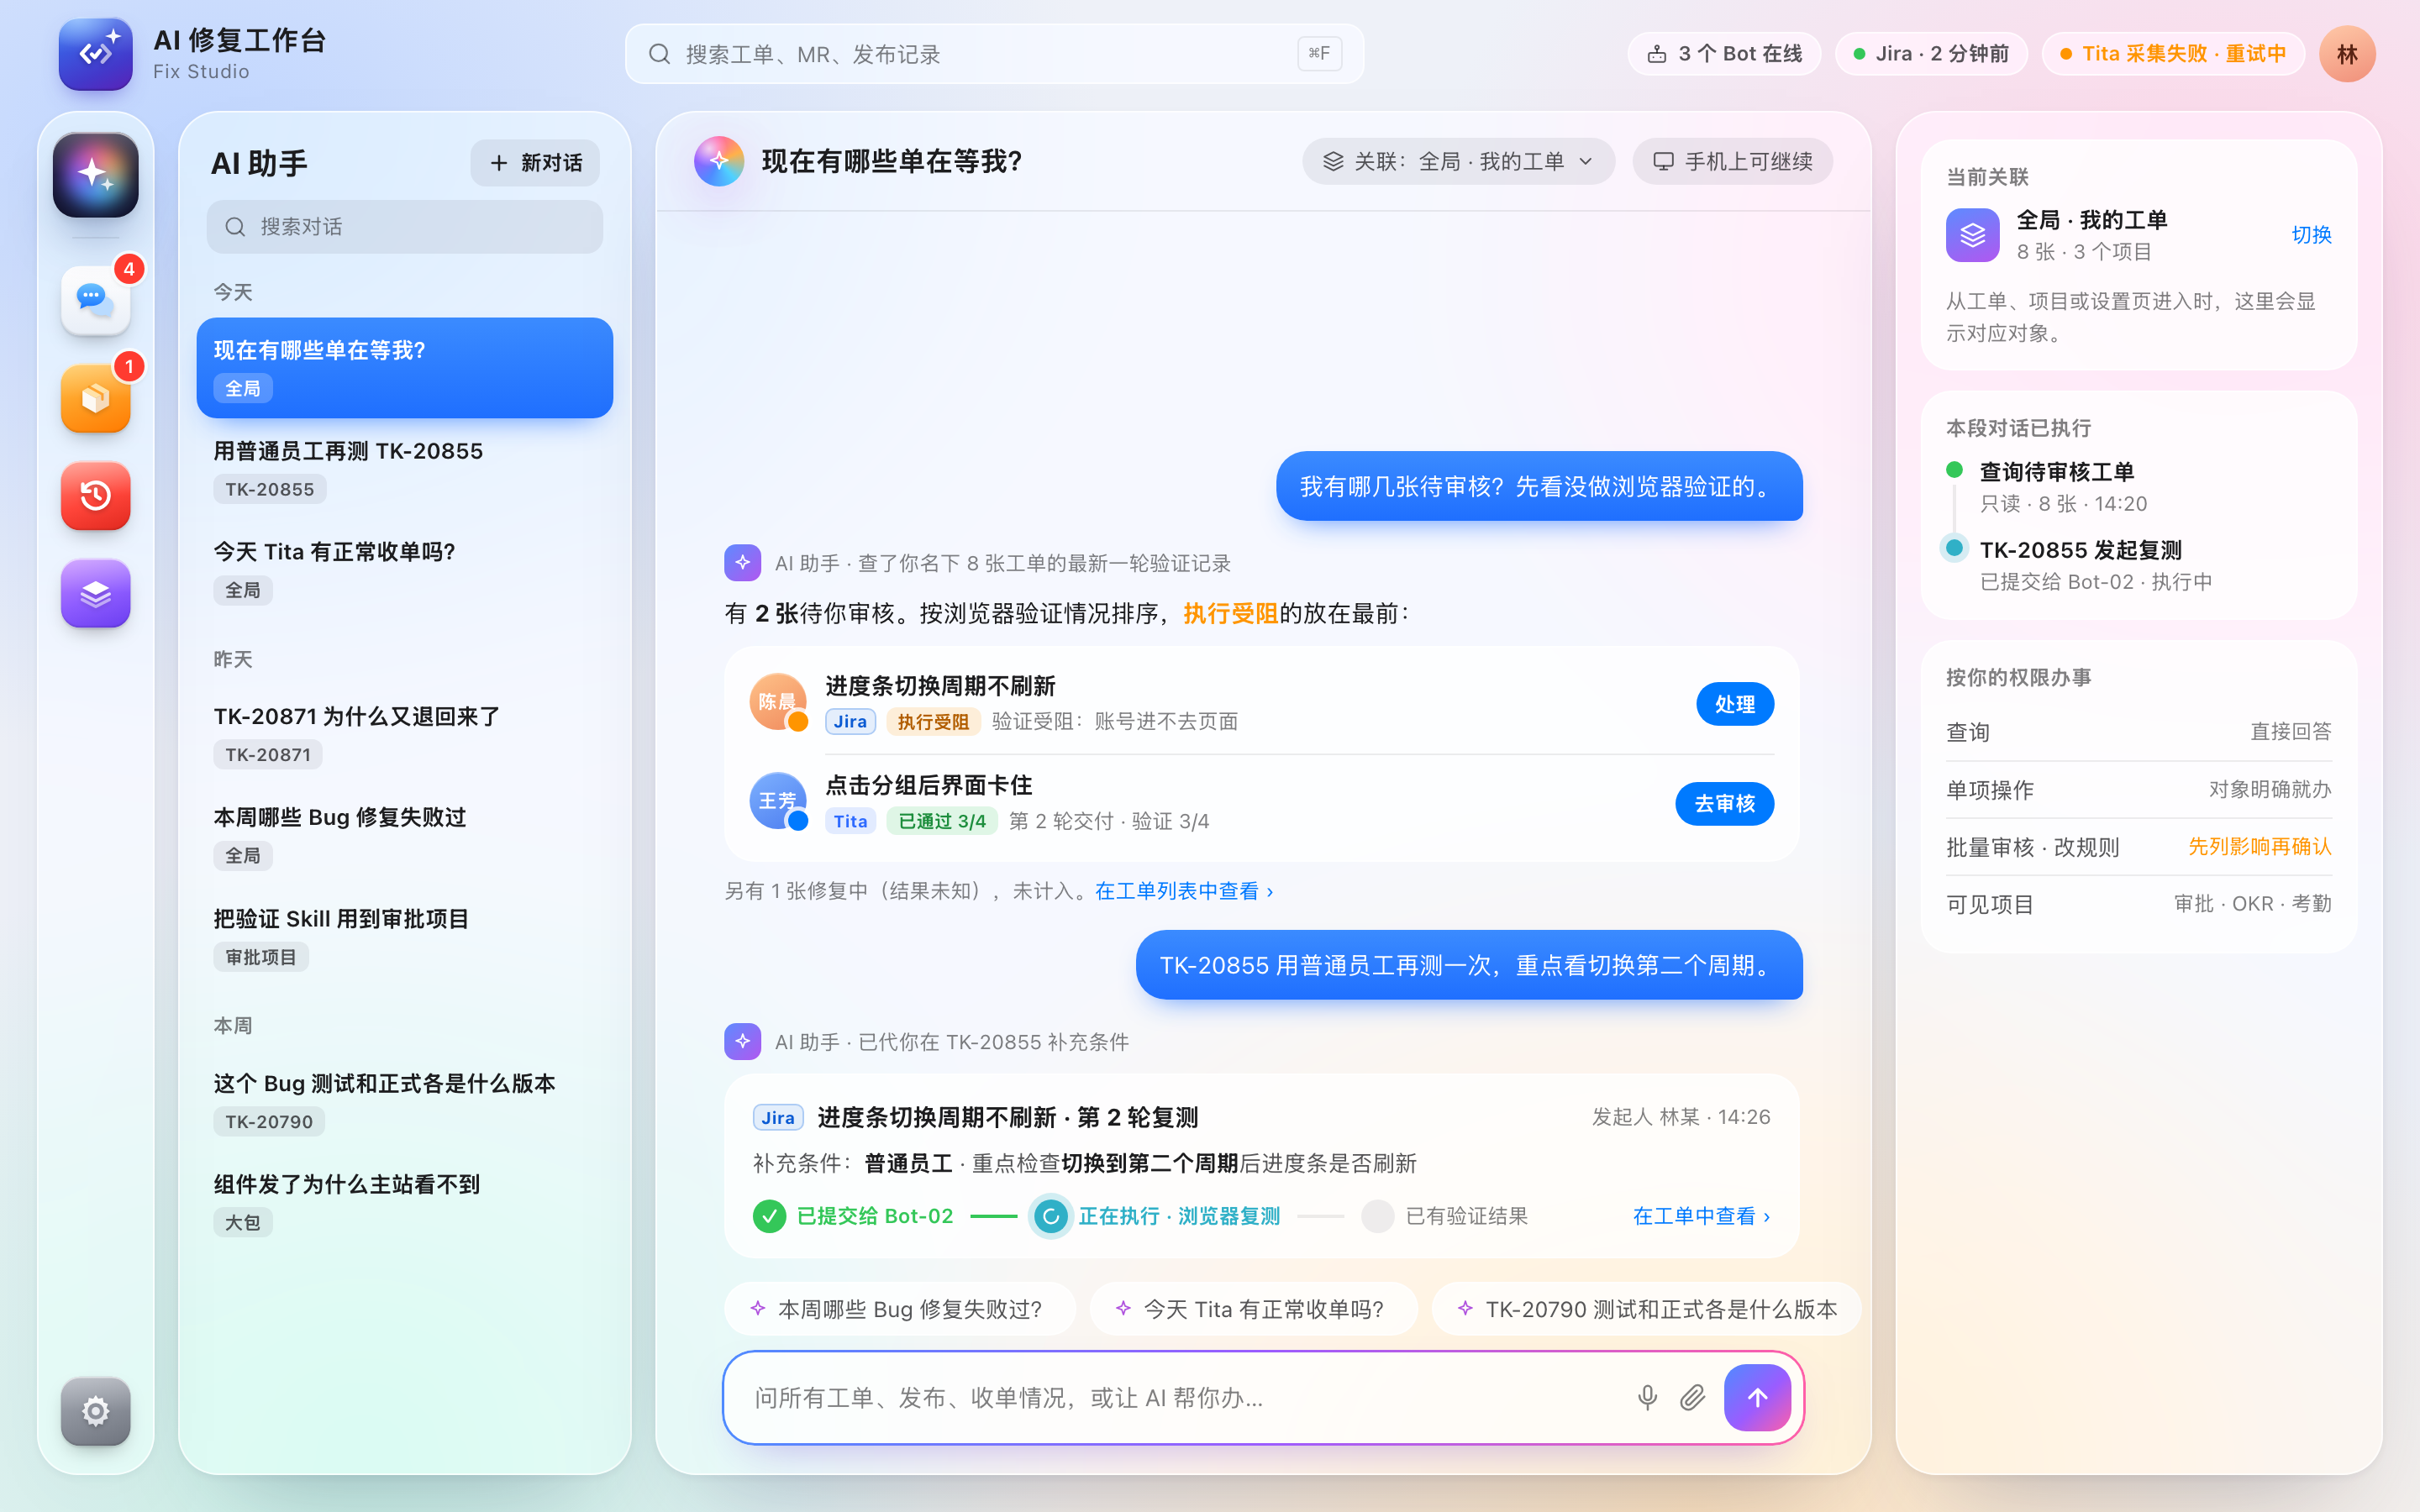 AI 修复工作台
Fix Studio
搜索工单、MR、发布记录
⌘F
3 个 Bot 在线
Jira · 2 分钟前
Tita 采集失败 · 重试中
林
4
1
AI 助手
新对话
搜索对话
今天
现在有哪些单在等我?
全局
用普通员工再测 TK-20855
TK-20855
今天 Tita 有正常收单吗?
全局
昨天
TK-20871 为什么又退回来了
TK-20871
本周哪些 Bug 修复失败过
全局
把验证 Skill 用到审批项目
审批项目
本周
这个 Bug 测试和正式各是什么版本
TK-20790
组件发了为什么主站看不到
大包
现在有哪些单在等我?
关联：全局 · 我的工单
手机上可继续
我有哪几张待审核？先看没做浏览器验证的。
AI 助手 · 查了你名下 8 张工单的最新一轮验证记录
有 2 张待你审核。按浏览器验证情况排序，执行受阻的放在最前：
陈晨
进度条切换周期不刷新
Jira 执行受阻 验证受阻：账号进不去页面
处理
王芳
点击分组后界面卡住
Tita 已通过 3/4 第 2 轮交付 · 验证 3/4
去审核
另有 1 张修复中（结果未知），未计入。在工单列表中查看 ›
TK-20855 用普通员工再测一次，重点看切换第二个周期。
AI 助手 · 已代你在 TK-20855 补充条件
Jira 进度条切换周期不刷新 · 第 2 轮复测
发起人 林某 · 14:26
补充条件：普通员工 · 重点检查切换到第二个周期后进度条是否刷新
已提交给 Bot-02 正在执行 · 浏览器复测 已有验证结果 在工单中查看 ›
本周哪些 Bug 修复失败过?
今天 Tita 有正常收单吗?
TK-20790 测试和正式各是什么版本
问所有工单、发布、收单情况，或让 AI 帮你办...
当前关联
全局 · 我的工单
8 张 · 3 个项目
切换
从工单、项目或设置页进入时，这里会显
示对应对象。
本段对话已执行
查询待审核工单
只读 · 8 张 · 14:20
TK-20855 发起复测
已提交给 Bot-02 · 执行中
按你的权限办事
查询 直接回答
单项操作 对象明确就办
批量审核 · 改规则 先列影响再确认
可见项目 审批 · OKR · 考勤